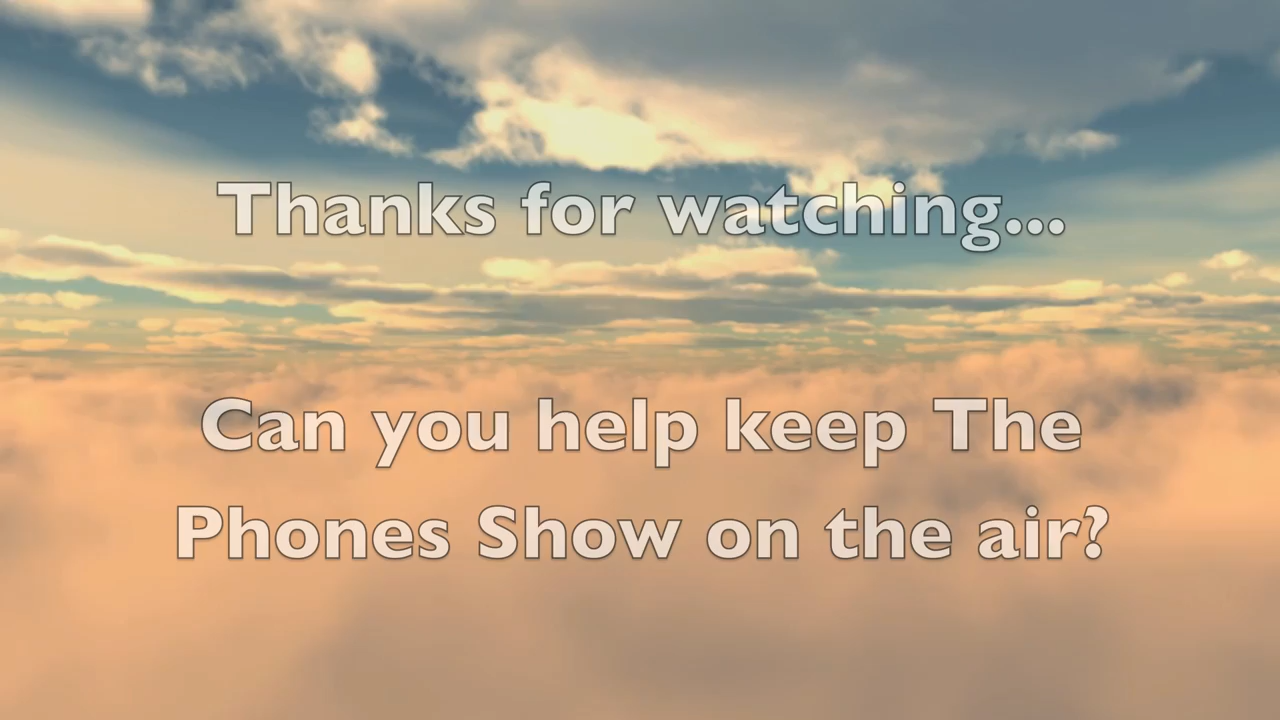 Thanks for watching...
Can you help keep The
Phones Show on the air?